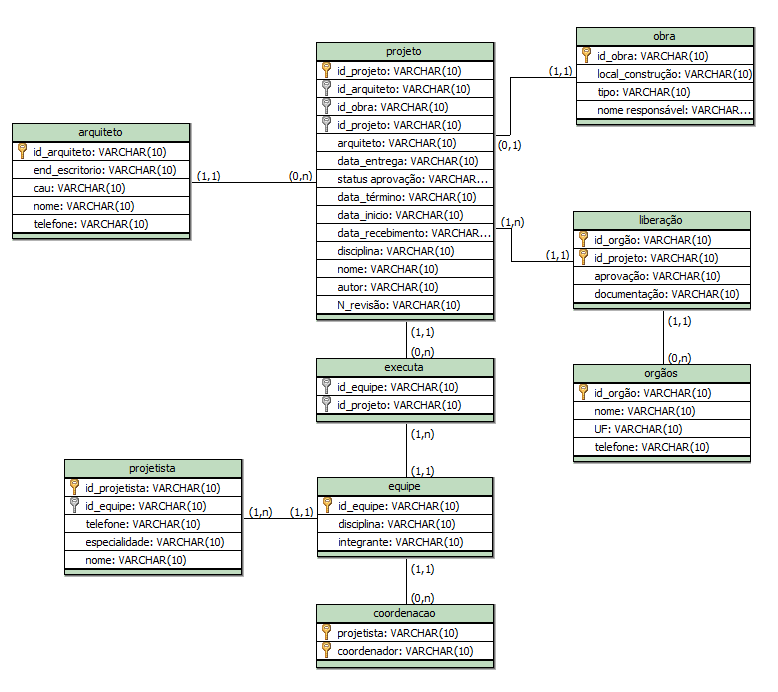 projeto
id_projeto: VARCHAR(10)
id_arquiteto: VARCHAR(10)
id_obra: VARCHAR(10)
id_projeto: VARCHAR(10)
arquiteto: VARCHAR(10)
data_entrega: VARCHAR(10)
status aprovação: VARCHAR...
data_término: VARCHAR(10)
data_inicio: VARCHAR(10)
data_recebimento: VARCHAR...
disciplina: VARCHAR(10)
nome: VARCHAR(10)
autor: VARCHAR(10)
N_revisão: VARCHAR(10)
obra
id_obra: VARCHAR(10)
local_construção: VARCHAR(10)
tipo: VARCHAR(10)
nome responsável: VARCHAR...
(1,1)
(0,1)
arquiteto
id_arquiteto: VARCHAR(10)
end_escritorio: VARCHAR(10)
cau: VARCHAR(10)
nome: VARCHAR(10)
telefone: VARCHAR(10)
(1,1)
(0,n)
(1,n)
(1,1)
liberação
id_orgão: VARCHAR(10)
id_projeto: VARCHAR(10)
aprovação: VARCHAR(10)
documentação: VARCHAR(10)
(1,1)
(0,n)
orgãos
id_orgão: VARCHAR(10)
nome: VARCHAR(10)
UF: VARCHAR(10)
telefone: VARCHAR(10)
(1,1)
(0,n)
executa
id_equipe: VARCHAR(10)
id_projeto: VARCHAR(10)
(1,n)
(1,1)
projetista
id_projetista: VARCHAR(10)
id_equipe: VARCHAR(10)
telefone: VARCHAR(10)
especialidade: VARCHAR(10)
nome: VARCHAR(10)
(1,n)
(1,1)
equipe
id_equipe: VARCHAR(10)
disciplina: VARCHAR(10)
integrante: VARCHAR(10)
(1,1)
(0,n)
coordenacao
projetista: VARCHAR(10)
coordenador: VARCHAR(10)